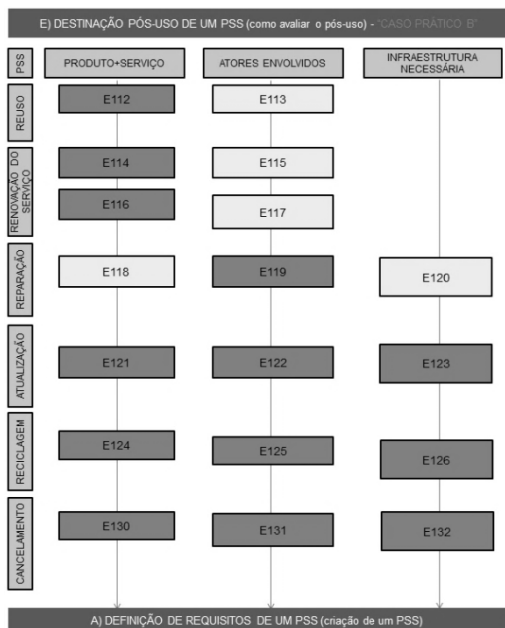 E) DESTINAÇÃO PÓS-USO DE UM PSS (como avaliar o pós-uso) - "CASO PRÁTICO B"
PSS
PRODUTO+SERVIÇO
ATORES ENVOLVIDOS
INFRAESTRUTURA
NECESSÁRIA
REUSO
E112
E113
RENOVAÇÃO DO
SERVIÇO
E114
E115
E116
E117
REPARAÇÃO
E118
E119
E120
ATUALIZAÇÃO
E121
E122
E123
RECICLAGEM
E124
E125
E126
CANCELAMENTO
E130
E131
E132
A) DEFINIÇÃO DE REQUISITOS DE UM PSS (criação de um PSS)